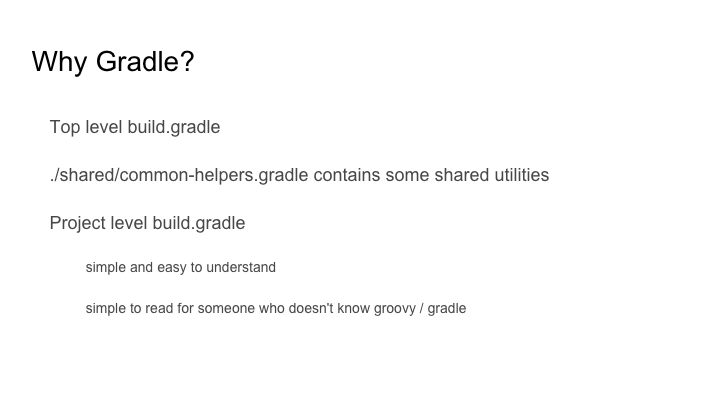 Why Gradle?
Top level build.gradle
./shared/common-helpers.gradle contains some shared utilities
Project level build.gradle
simple and easy to understand
simple to read for someone who doesn't know groovy / gradle